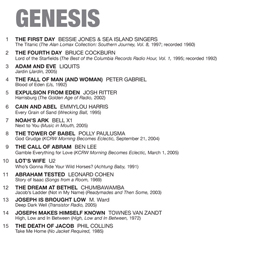 GENESIS
1 THE FIRST DAY BESSIE JONES & SEA ISLAND SINGERS
The Titanic (The Alan Lomax Collection: Southern Journey, Vol. 8, 1997; recorded 1960)
2 THE FOURTH DAY BRUCE COCKBURN
Lord of the Starfields (The Best of the Columbia Records Radio Hour, Vol. 1, 1995; recorded 1992)
3 ADAM AND EVE LIQUITS
Jardin (Jardin, 2005)
4 THE FALL OF MAN (AND WOMAN) PETER GABRIEL
Blood of Eden (Us, 1992)
5 EXPULSION FROM EDEN JOSH RITTER
Harrisburg (The Golden Age of Radio, 2002)
6 CAIN AND ABEL EMMYLOU HARRIS
Every Grain of Sand (Wrecking Ball, 1995)
7 NOAH'S ARK BELL X1
Next to You (Music in Mouth, 2005)
8 THE TOWER OF BABEL POLLY PAULUSMA
God Grudge (KCRW Morning Becomes Eclectic, September 21, 2004)
9 THE CALL OF ABRAM BEN LEE
Gamble Everything for Love (KCRW Morning Becomes Eclectic, March 1, 2005)
10 LOT'S WIFE U2
Who's Gonna Ride Your Wild Horses? (Achtung Baby, 1991)
11 ABRAHAM TESTED LEONARD COHEN
Story of Isaac (Songs from a Room, 1969)
12 THE DREAM AT BETHEL CHUMBAWAMBA
Jacob's Ladder (Not in My Name) (Readymades and Then Some, 2003)
13 JOSEPH IS BROUGHT LOW M. Ward
Deep Dark Well (Transistor Radio, 2005)
14 JOSEPH MAKES HIMSELF KNOWN TOWNES VAN ZANDT
High, Low and In Between (High, Low and In Between, 1972)
15 THE DEATH OF JACOB PHIL COLLINS
Take Me Home (No Jacket Required, 1985)